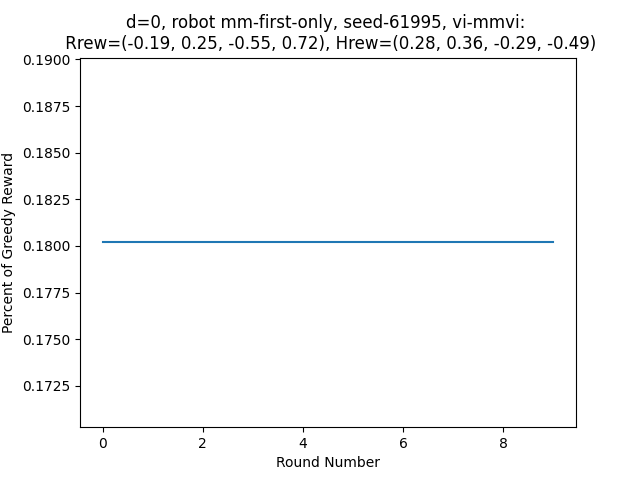 d=0, robot mm-first-only, seed-61995, vi-mmvi:
Rrew=(-0.19, 0.25, -0.55, 0.72), Hrew=(0.28, 0.36, -0.29, -0.49)
0.1900
0.1875
0.1850
0.1825
0.1800
0.1775
0.1750
0.1725
Percent of Greedy Reward
0 2 4 6 8
Round Number